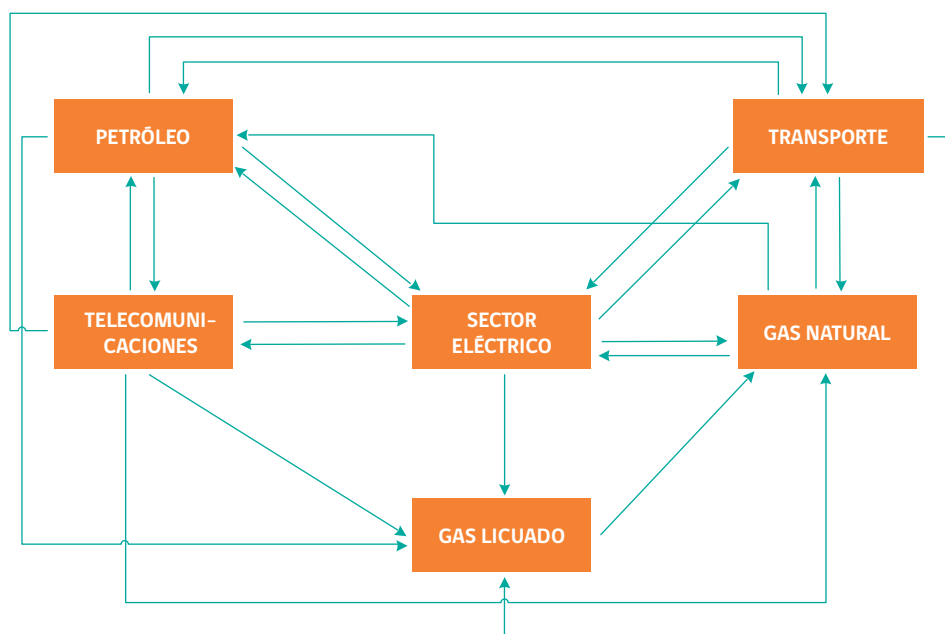 PETRÓLEO
TRANSPORTE
TELECOMUNI-
CACIONES
SECTOR
ELÉCTRICO
GAS NATURAL
GAS LICUADO